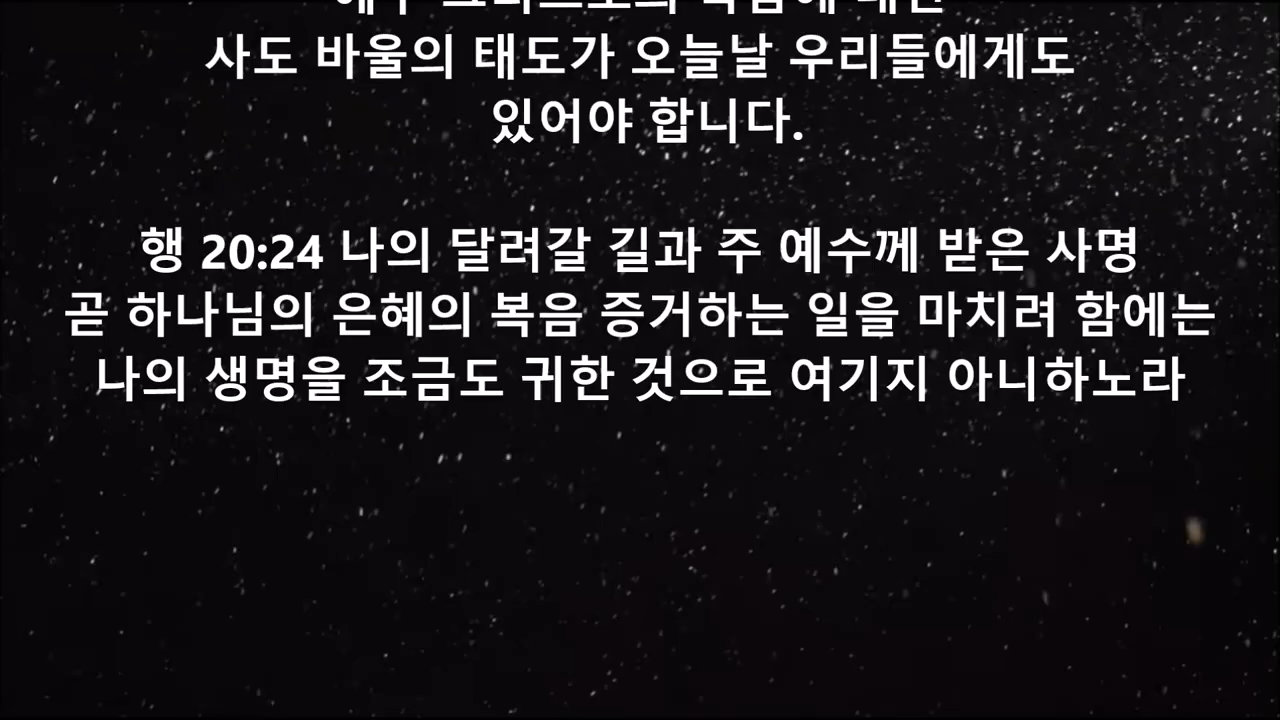 사도 바울의 태도가 오늘날 우리들에게도
있어야 합니다.
행 20:24 나의 달려갈 길과 주 예수께 받은 사명
곧 하나님의 은혜의 복음 증거하는 일을 마치려 함에는
나의 생명을 조금도 귀한 것으로 여기지 아니하노라